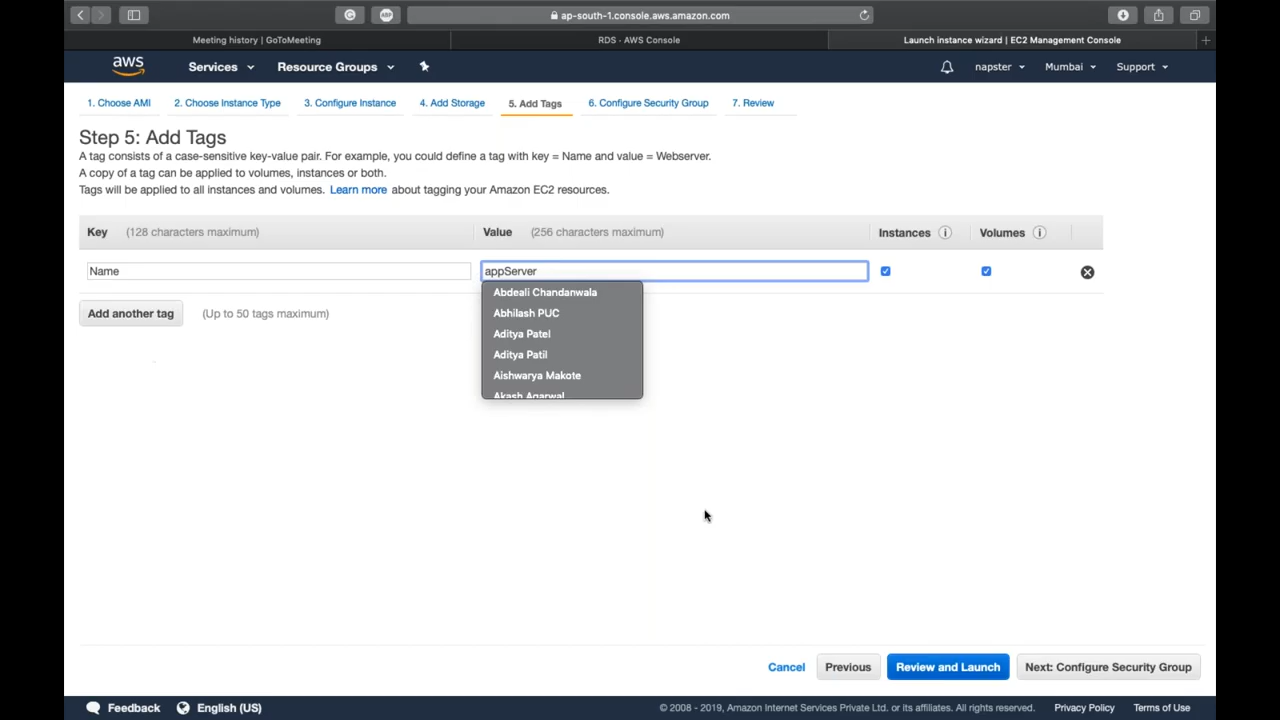 ap-south-1.console.aws.amazon.com
Meeting history | GoToMeeting
RDS · AWS Console
Launch instance wizard | EC2 Management Console
aws
Services
Resource Groups
napster
Mumbai
Support
1. Choose AMI
2. Choose Instance Type
3. Configure Instance
4. Add Storage
5. Add Tags
6. Configure Security Group
7. Review
Step 5: Add Tags
A tag consists of a case-sensitive key-value pair. For example, you could define a tag with key = Name and value = Webserver.
A copy of a tag can be applied to volumes, instances or both.
Tags will be applied to all instances and volumes. Learn more about tagging your Amazon EC2 resources.
Key (128 characters maximum)
Value (256 characters maximum)
Instances
Volumes
Name
appServer
Abdeali Chandanwala
Abhilash PUC
Aditya Patel
Aditya Patil
Aishwarya Makote
Akash Agarwal
Add another tag
(Up to 50 tags maximum)
Cancel
Previous
Review and Launch
Next: Configure Security Group
Feedback
English (US)
© 2008 - 2019, Amazon Internet Services Private Ltd. or its affiliates. All rights reserved.
Privacy Policy
Terms of Use